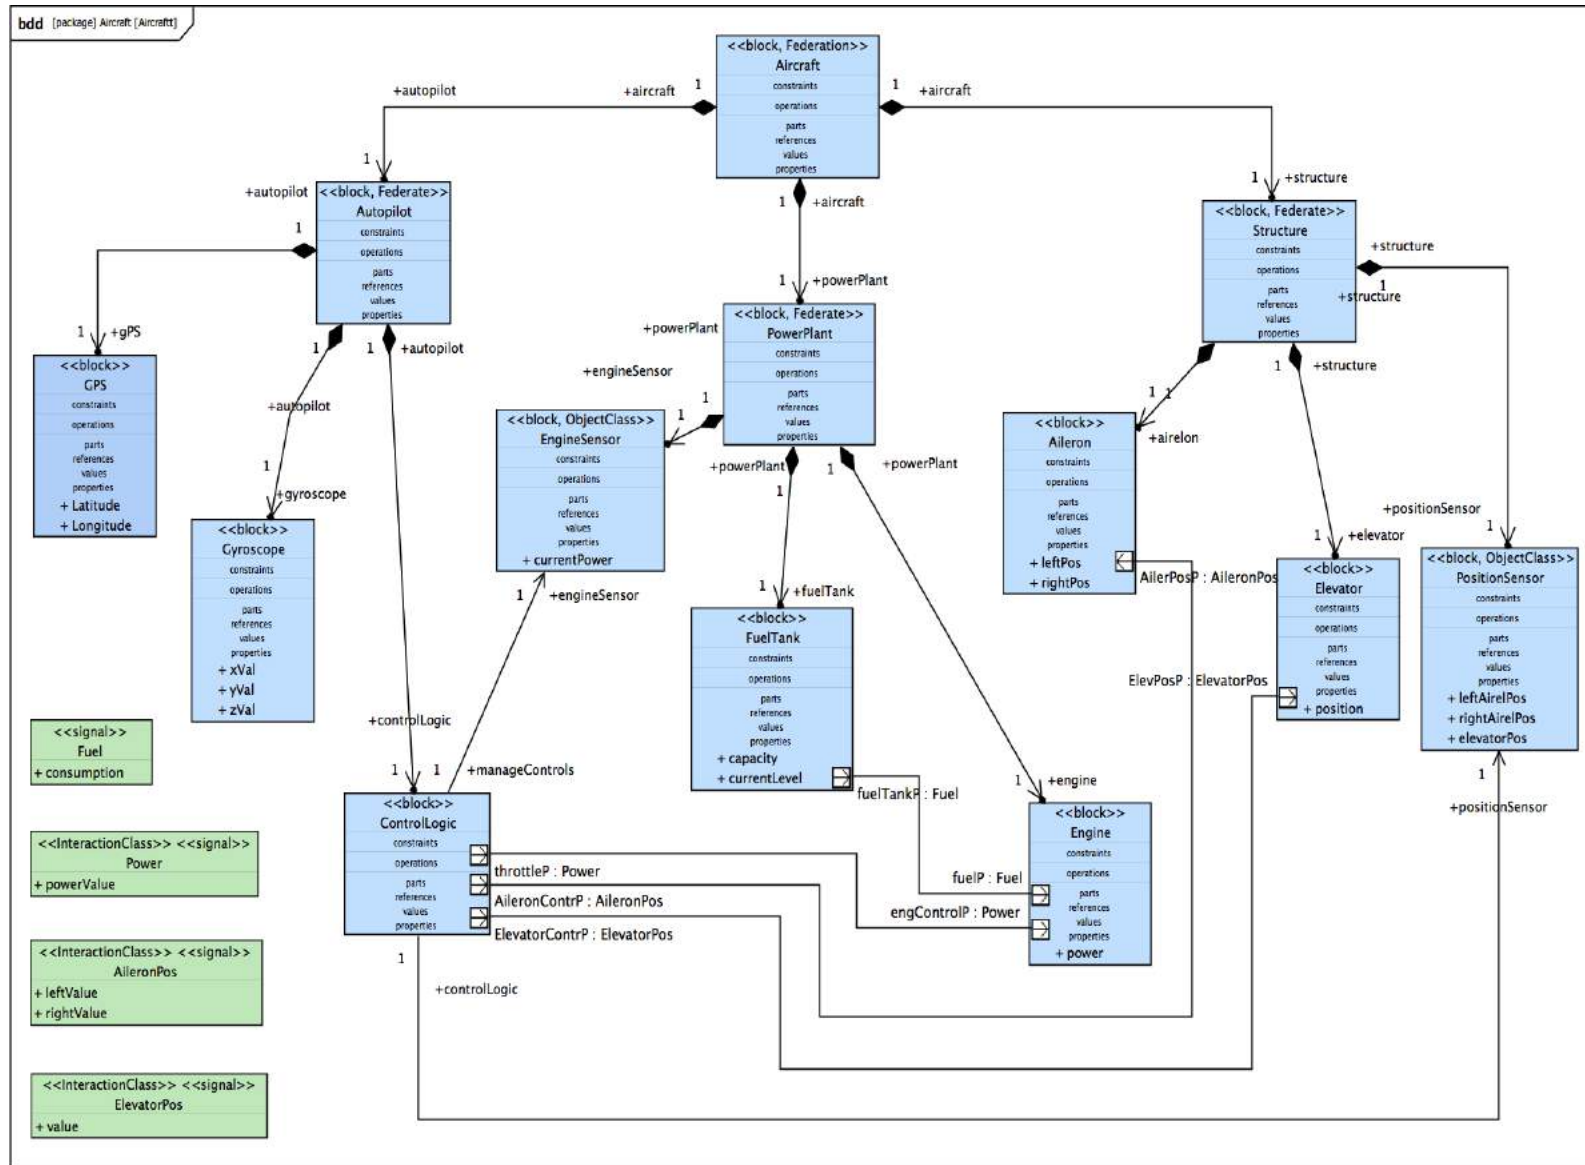 bdd [package] Aircraft [Aircraftt]
<<block, Federation>>
Aircraft
constraints
operations
parts
references
values
properties
+autopilot
+aircraft
1
1
+aircraft
1
+autopilot
1
<<block, Federate>>
Autopilot
constraints
operations
parts
references
values
properties
1
+aircraft
1
+structure
<<block, Federate>>
Structure
constraints
operations
parts
references
values
properties
+structure
1
+structure
1
+powerPlant
<<block, Federate>>
PowerPlant
constraints
operations
parts
references
values
properties
+powerPlant
+engineSensor
1
1
1
+gPS
1
1
+autopilot
<<block>>
GPS
constraints
operations
parts
references
values
properties
+ Latitude
+ Longitude
+autopilot
1
+gyroscope
<<block>>
Gyroscope
constraints
operations
parts
references
values
properties
+ xVal
+ yVal
+ zVal
<<block, ObjectClass>>
EngineSensor
constraints
operations
parts
references
values
properties
+ currentPower
1
+engineSensor
+powerPlant
1
1
+powerPlant
1
+structure
1
1
+airelon
<<block>>
Aileron
constraints
operations
parts
references
values
properties
+ leftPos
+ rightPos
AilerPosP : AileronPos
1
+elevator
<<block>>
Elevator
constraints
operations
parts
references
values
properties
+ position
ElevPosP : ElevatorPos
+positionSensor
1
<<block, ObjectClass>>
PositionSensor
constraints
operations
parts
references
values
properties
+ leftAirelPos
+ rightAirelPos
+ elevatorPos
1
+positionSensor
1
+fuelTank
<<block>>
FuelTank
constraints
operations
parts
references
values
properties
+ capacity
+ currentLevel
fuelTankP : Fuel
1
+engine
<<block>>
Engine
constraints
operations
parts
references
values
properties
+ power
fuelP : Fuel
engControlP : Power
+controlLogic
1
1
+manageControls
<<block>>
ControlLogic
constraints
operations
parts
references
values
properties
throttleP : Power
AileronContrP : AileronPos
ElevatorContrP : ElevatorPos
1
+controlLogic
<<signal>>
Fuel
+ consumption
<<InteractionClass>> <<signal>>
Power
+ powerValue
<<InteractionClass>> <<signal>>
AileronPos
+ leftValue
+ rightValue
<<InteractionClass>> <<signal>>
ElevatorPos
+ value